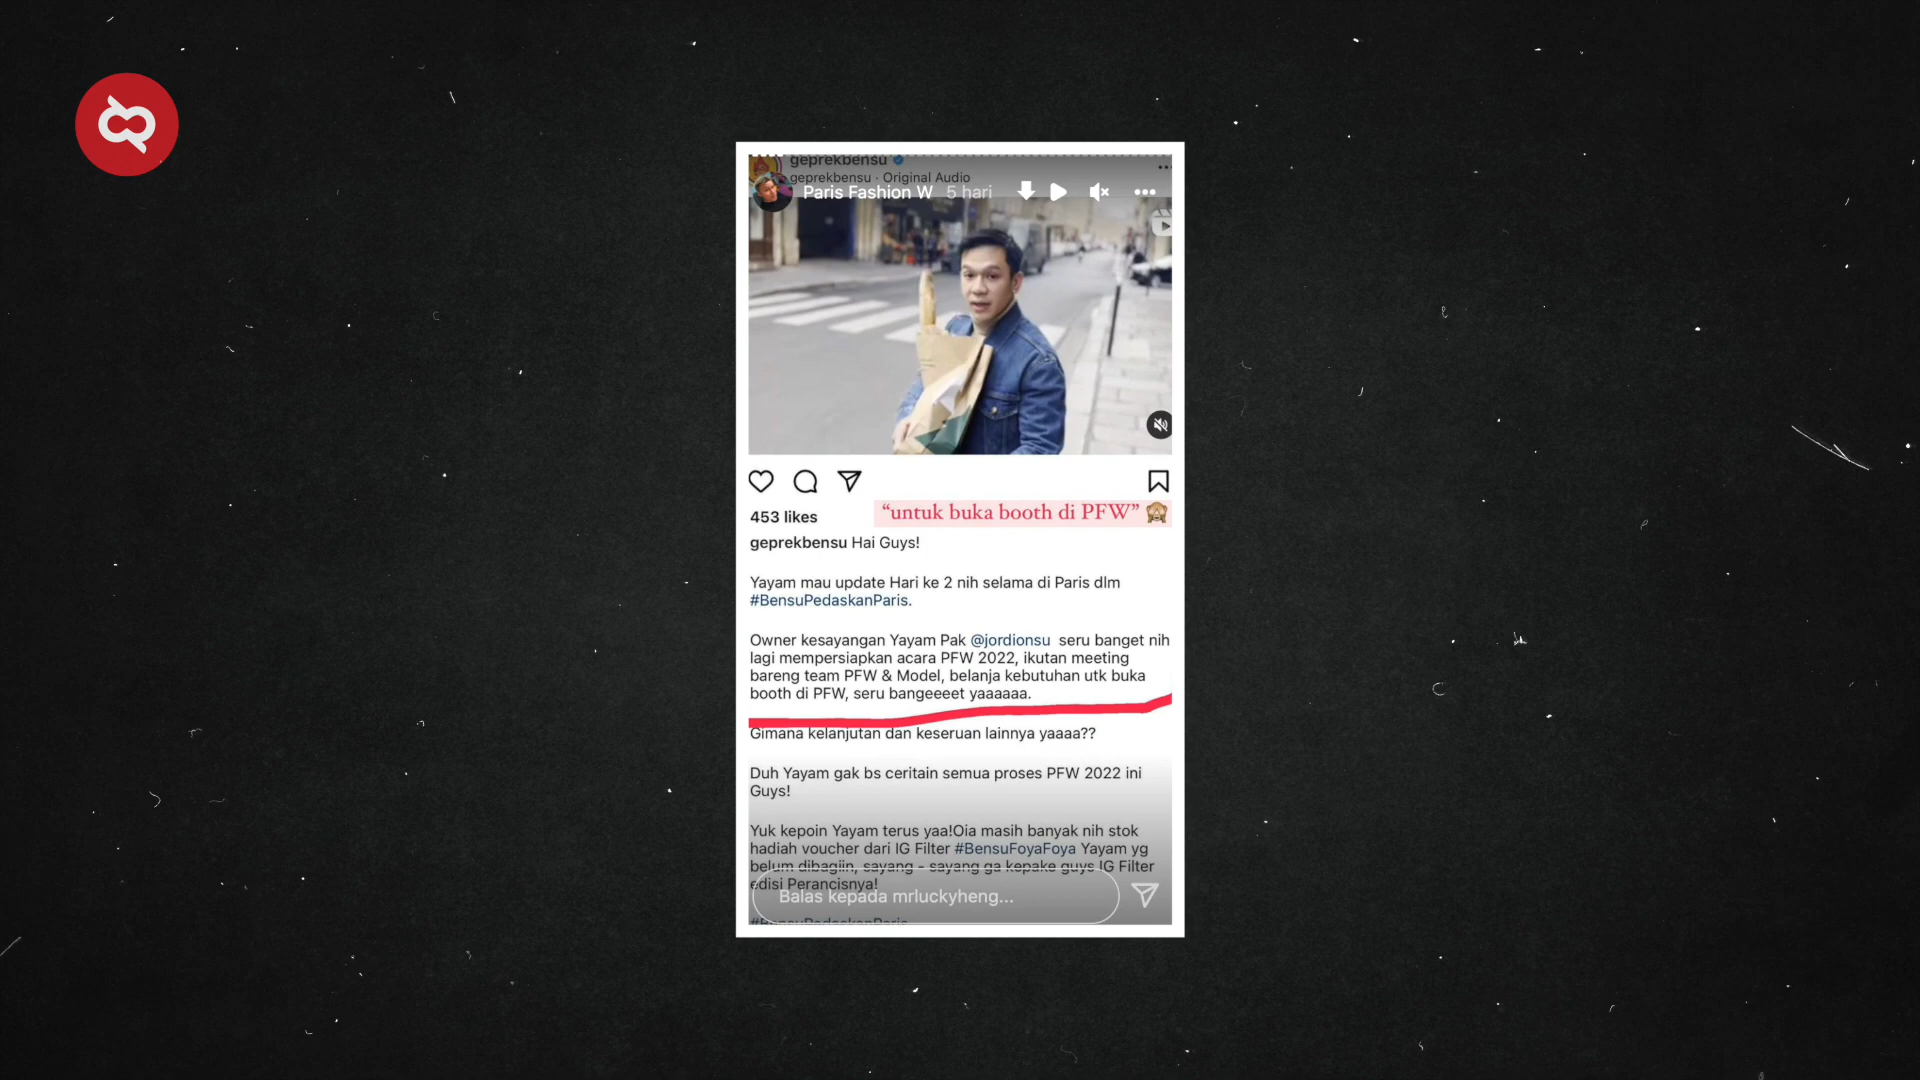 geprekbensu
geprekbensu · Original Audio
Paris Fashion W 5 hari
453 likes
“untuk buka booth di PFW” 🙈
geprekbensu Hai Guys!
Yayam mau update Hari ke 2 nih selama di Paris dlm
#BensuPedaskanParis.
Owner kesayangan Yayam Pak @jordionsu seru banget nih
lagi mempersiapkan acara PFW 2022, ikutan meeting
bareng team PFW & Model, belanja kebutuhan utk buka
booth di PFW, seru bangeeeet yaaaaaa.
Gimana kelanjutan dan keseruan lainnya yaaaa??
Duh Yayam gak bs ceritain semua proses PFW 2022 ini
Guys!
Yuk kepoin Yayam terus yaa!Oia masih banyak nih stok
hadiah voucher dari IG Filter #BensuFoyaFoya Yayam yg
belum dibagiin, sayang - sayang ga kepake guys IG Filter
edisi Perancisnya!
Balas kepada mrluckyheng...
#BensuPedaskanParis